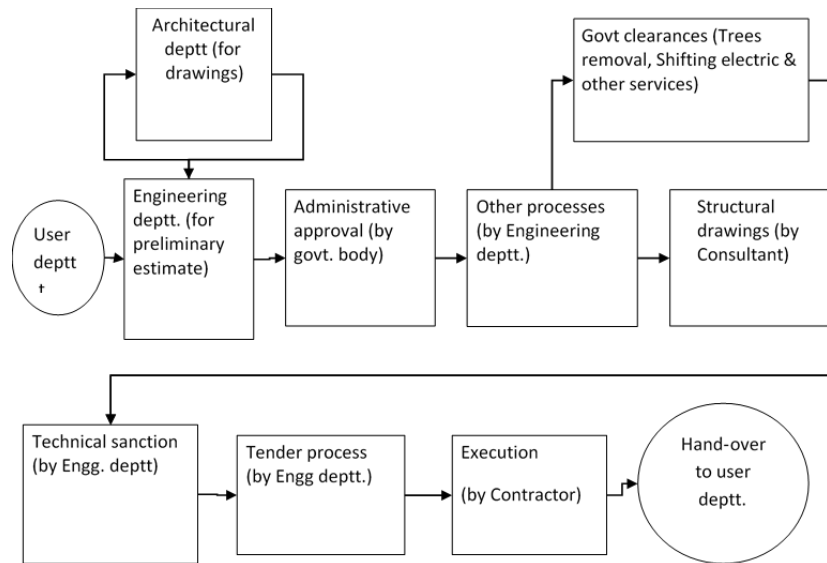 Architectural
deptt (for
drawings)
Govt clearances (Trees
removal, Shifting electric &
other services)
User
deptt
t
Engineering
deptt. (for
preliminary
estimate)
Administrative
approval (by
govt. body)
Other processes
(by Engineering
deptt.)
Structural
drawings (by
Consultant)
Technical sanction
(by Engg. deptt)
Tender process
(by Engg deptt.)
Execution
(by Contractor)
Hand-over
to user
deptt.